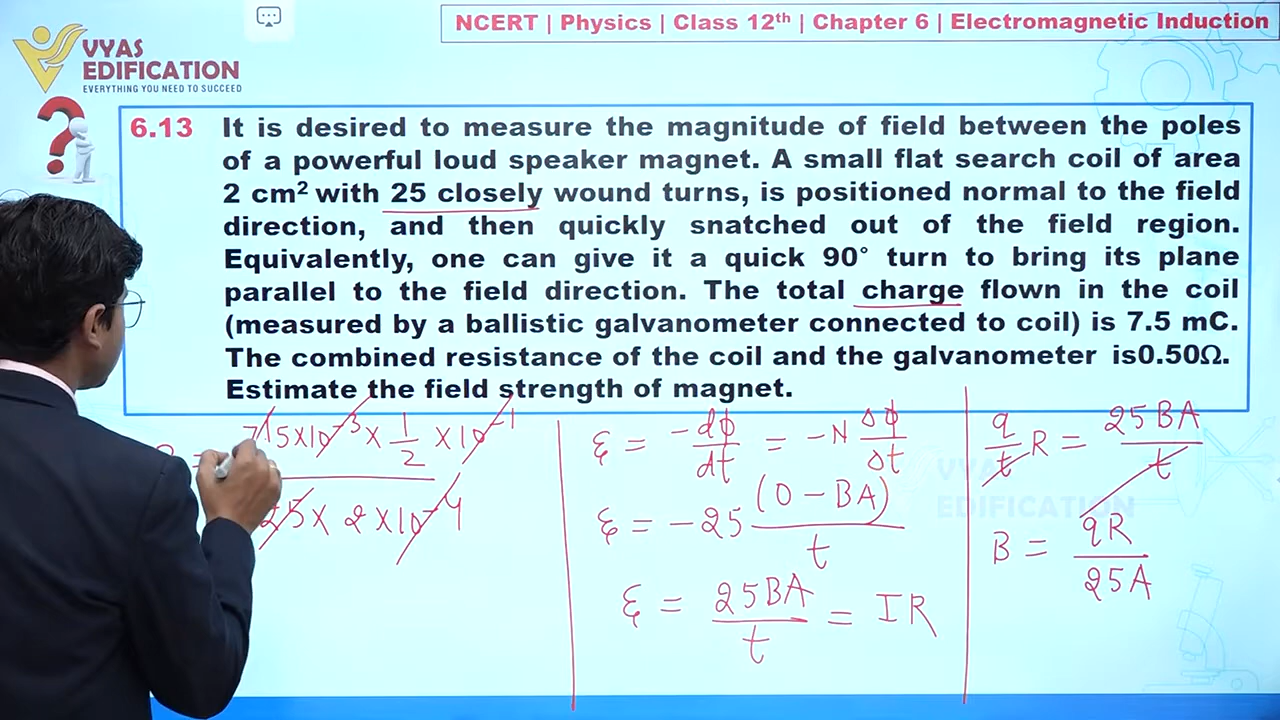 NCERT | Physics | Class 12th | Chapter 6 | Electromagnetic Induction
VYAS
EDIFICATION
EVERYTHING YOU NEED TO SUCCEED
6.13 It is desired to measure the magnitude of field between the poles
of a powerful loud speaker magnet. A small flat search coil of area
2 cm² with 25 closely wound turns, is positioned normal to the field
direction, and then quickly snatched out of the field region.
Equivalently, one can give it a quick 90° turn to bring its plane
parallel to the field direction. The total charge flown in the coil
(measured by a ballistic galvanometer connected to coil) is 7.5 mC.
The combined resistance of the coil and the galvanometer is0.50Ω.
Estimate the field strength of magnet.
5×10⁻³ × 1/2 × 10⁻¹
25 × 2 × 10⁻⁴
ε = -dϕ/dt = -N Δϕ/Δt
ε = -25 (0 - BA)/t
ε = 25BA/t = IR
q/t R = 25BA/t
B = qR/25A
VYAS
EDIFICATION